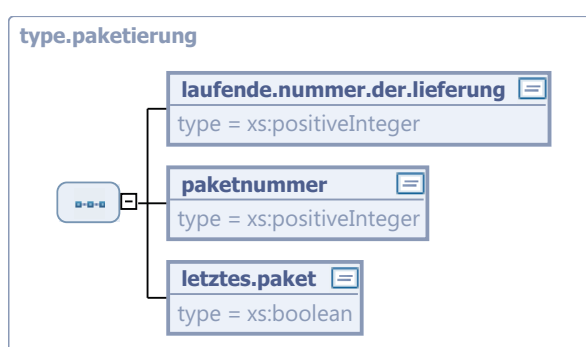 type.paketierung
laufende.nummer.der.lieferung
type = xs:positiveInteger
paketnummer
type = xs:positiveInteger
letztes.paket
type = xs:boolean